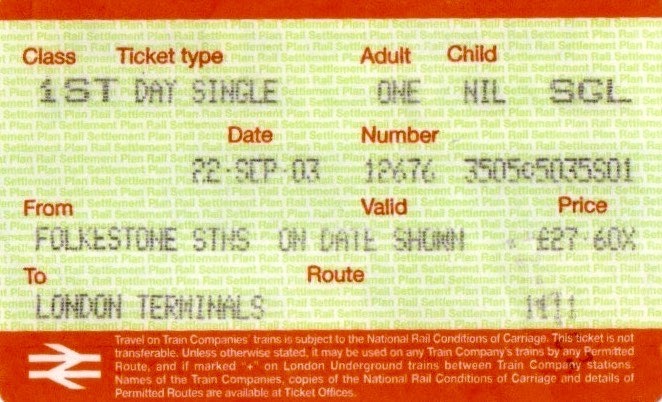 Class Ticket type Adult Child
1ST DAY SINGLE ONE NIL SGL
Date Number
22·SEP·03 12676 3505 5035S01
From Valid Price
FOLKESTONE STNS ON DATE SHOWN £27·60X
To Route
LONDON TERMINALS
Travel on Train Companies' trains is subject to the National Rail Conditions of Carriage. This ticket is not
transferable. Unless otherwise stated, it may be used on any Train Company's trains by any Permitted
Route, and if marked "+" on London Underground trains between Train Company stations.
Names of the Train Companies, copies of the National Rail Conditions of Carriage and details of
Permitted Routes are available at Ticket Offices.